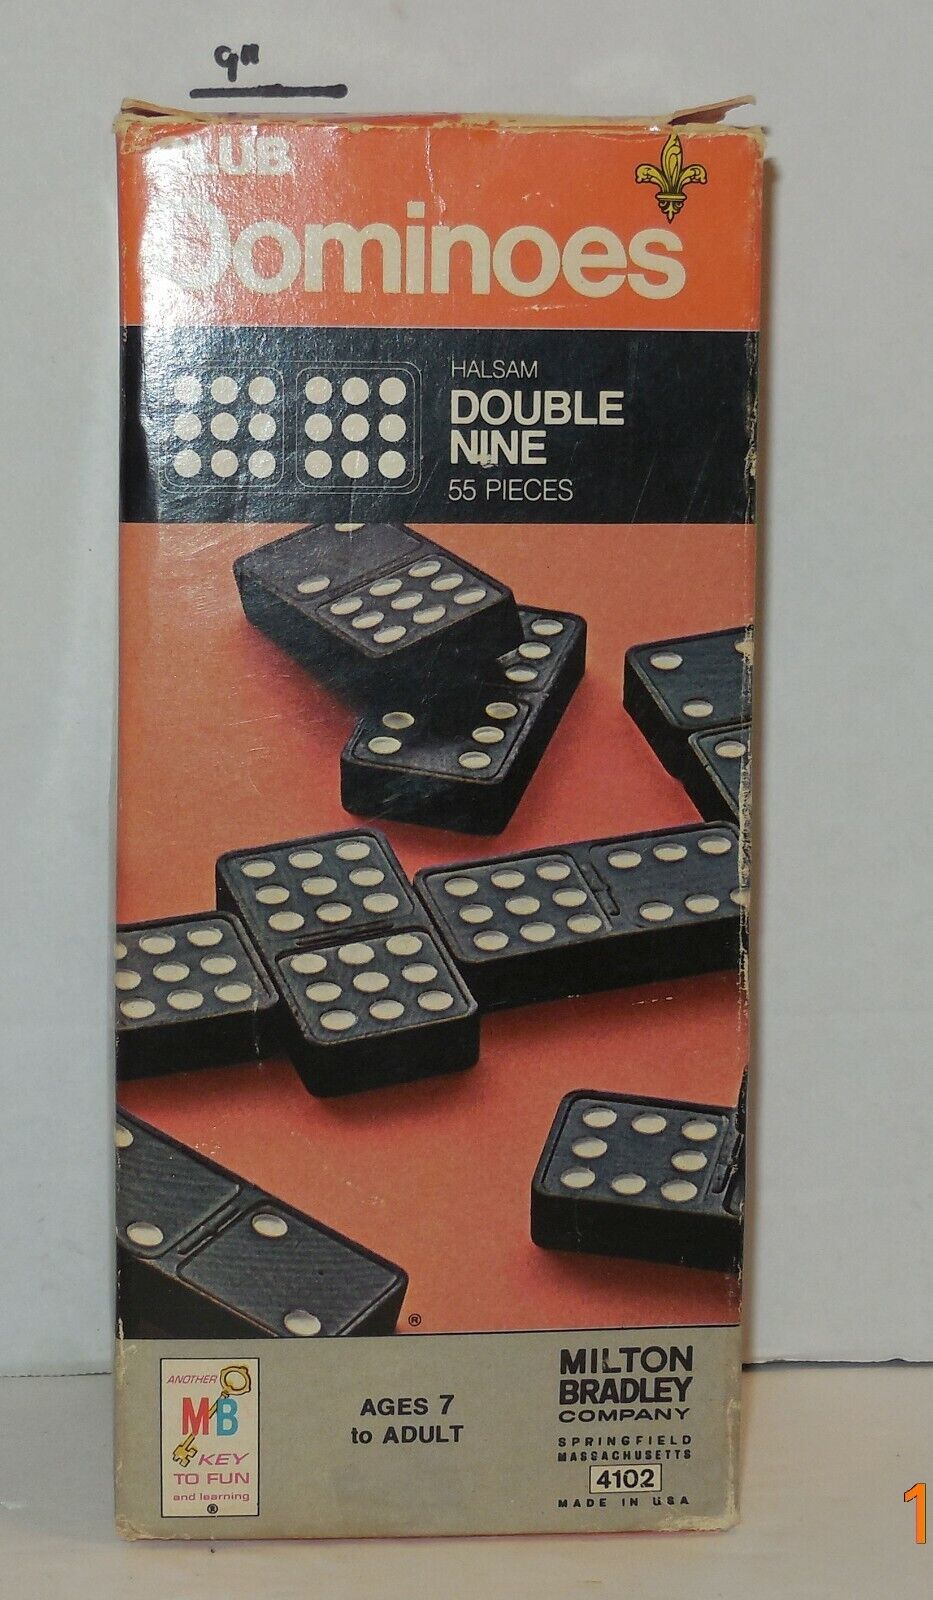 9"
CLUB
Dominoes
HALSAM
DOUBLE
NINE
55 PIECES
®
ANOTHER
MB
KEY
TO FUN
and learning
®
AGES 7
to ADULT
MILTON
BRADLEY
COMPANY
SPRINGFIELD
MASSACHUSETTS
4102
MADE IN USA
1